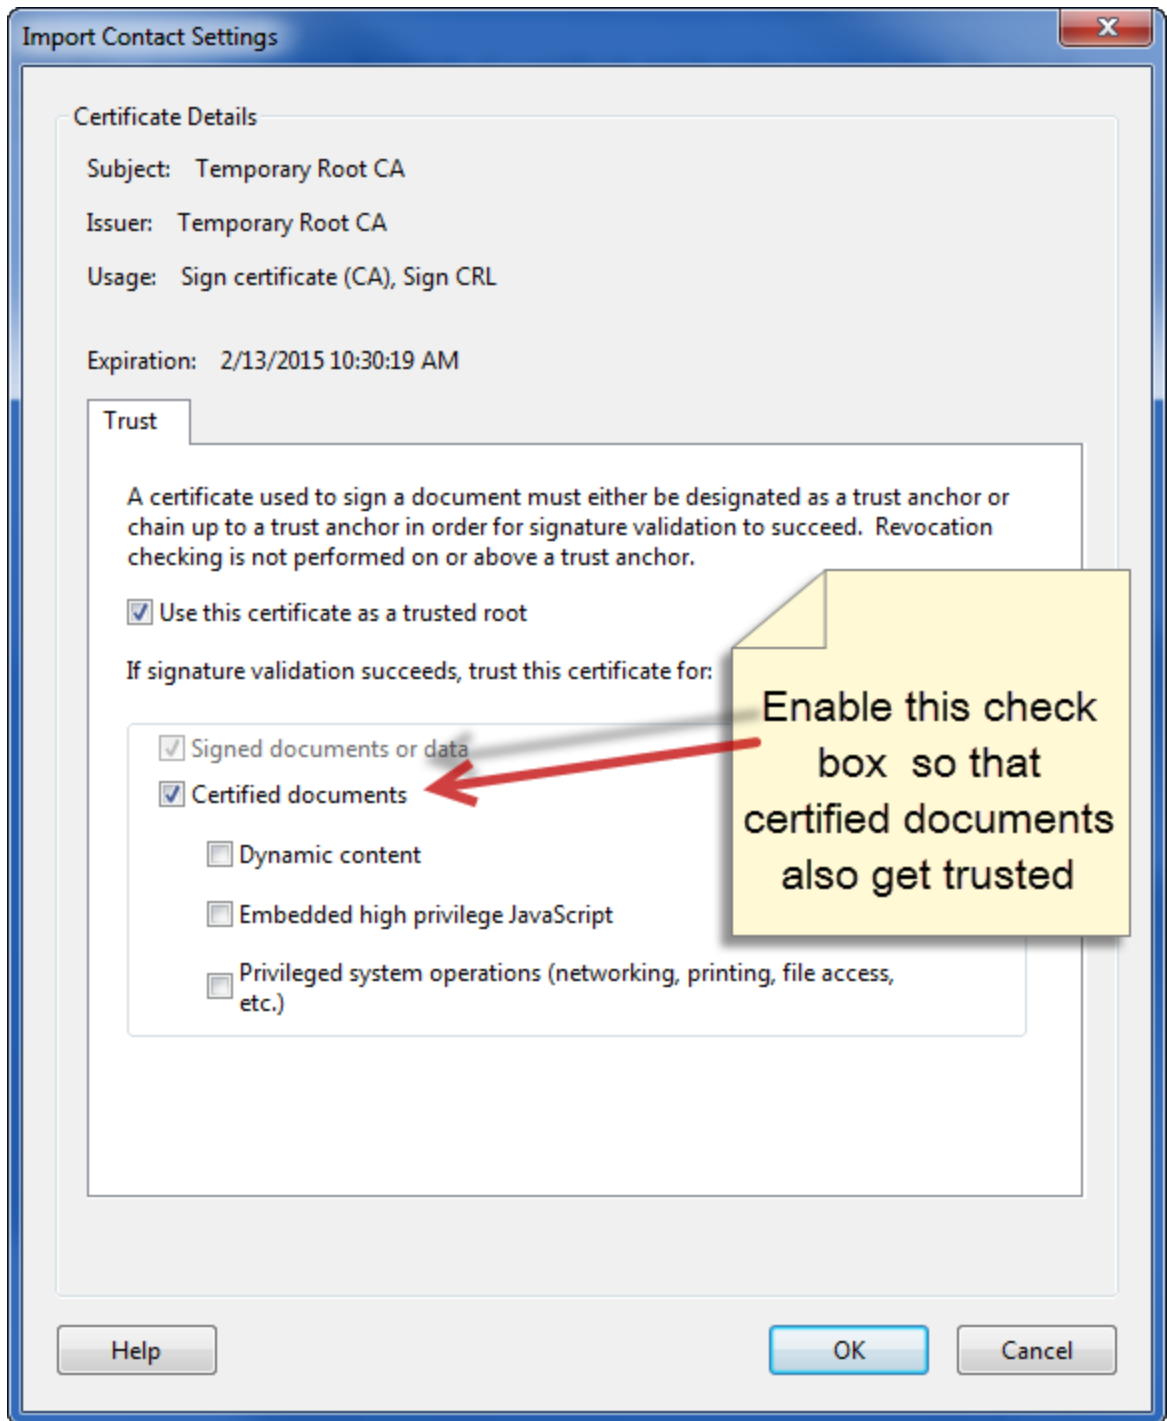 Import Contact Settings
X
Certificate Details
Subject: Temporary Root CA
Issuer: Temporary Root CA
Usage: Sign certificate (CA), Sign CRL
Expiration: 2/13/2015 10:30:19 AM
Trust
A certificate used to sign a document must either be designated as a trust anchor or
chain up to a trust anchor in order for signature validation to succeed. Revocation
checking is not performed on or above a trust anchor.
Use this certificate as a trusted root
If signature validation succeeds, trust this certificate for:
Signed documents or data
Certified documents
Dynamic content
Embedded high privilege JavaScript
Privileged system operations (networking, printing, file access,
etc.)
Enable this check
box so that
certified documents
also get trusted
Help
OK
Cancel